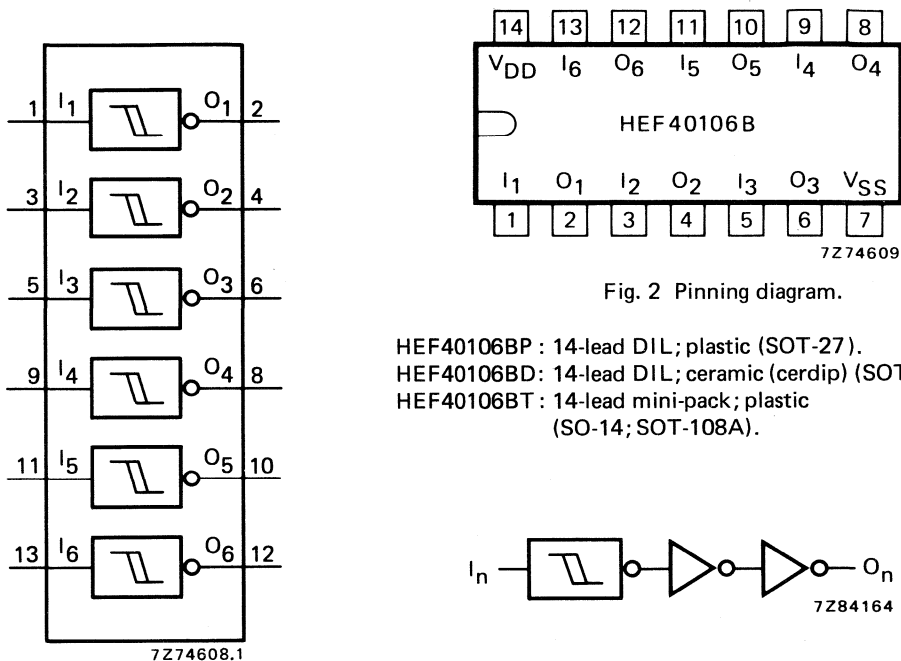 1 I1 O1 2
3 I2 O2 4
5 I3 O3 6
9 I4 O4 8
11 I5 O5 10
13 I6 O6 12
7Z74608.1
14 13 12 11 10 9 8
VDD I6 O6 I5 O5 I4 O4
HEF40106B
I1 O1 I2 O2 I3 O3 VSS
1 2 3 4 5 6 7
7Z74609
Fig. 2 Pinning diagram.
HEF40106BP : 14-lead DIL; plastic (SOT-27).
HEF40106BD: 14-lead DIL; ceramic (cerdip) (SOT
HEF40106BT : 14-lead mini-pack; plastic
(SO-14; SOT-108A).
In On
7Z84164